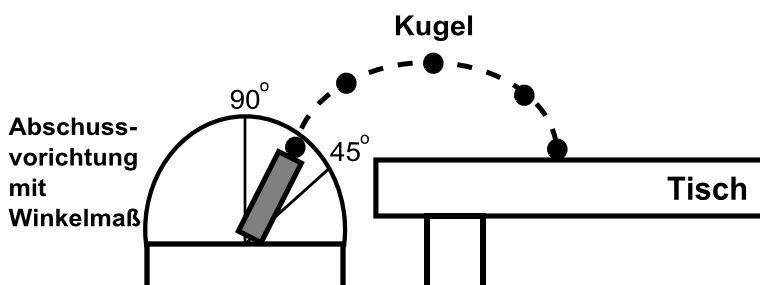 Kugel
90°
45°
Abschuss-
vorichtung
mit
Winkelmaß
Tisch